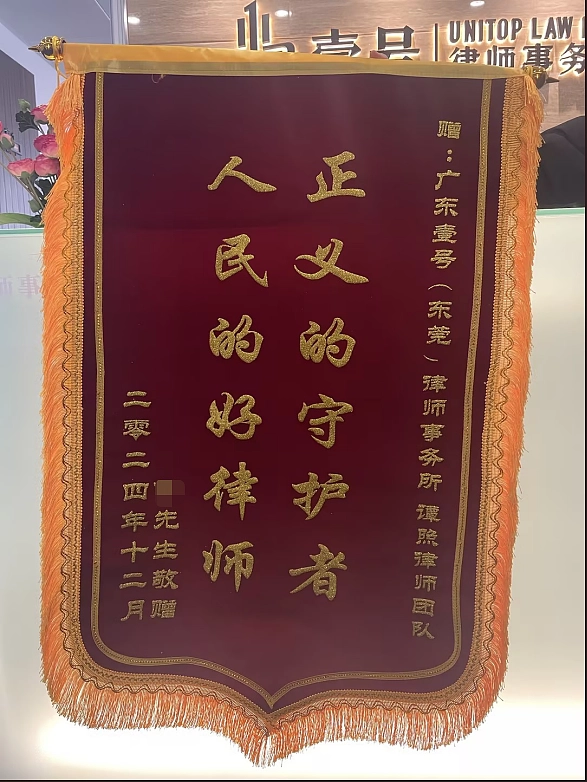 壹号
UNITOP LAW
律师事务
赠：广东壹号（东莞）律师事务所 谭照律师团队
正义的守护者
人民的好律师
先生敬赠
二零二四年十二月